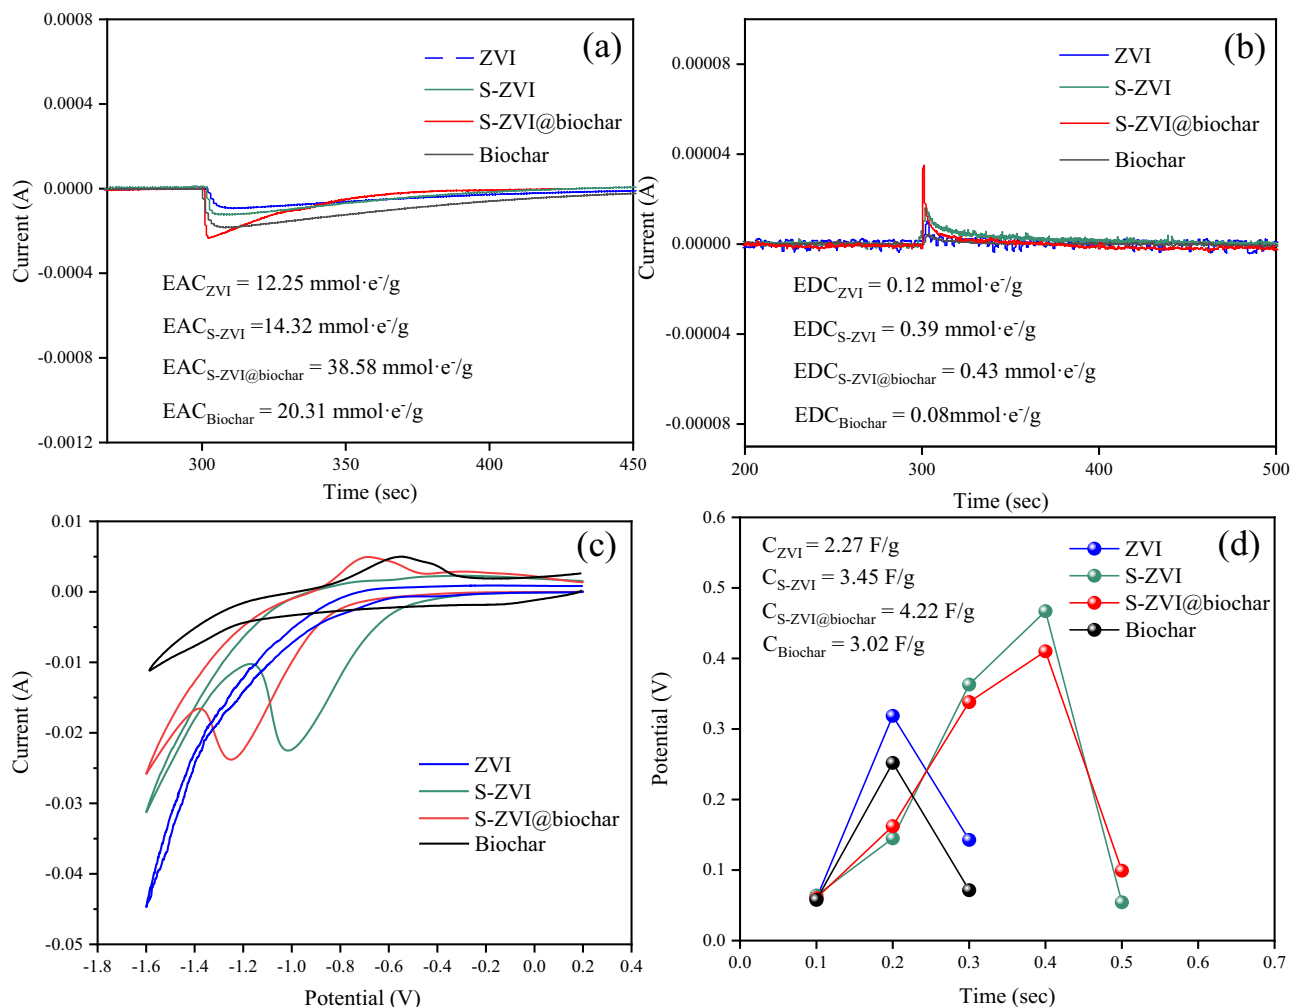 (a)
0.0008
0.0004
0.0000
-0.0004
-0.0008
-0.0012
Current (A)
ZVI
S-ZVI
S-ZVI@biochar
Biochar
EAC_ZVI = 12.25 mmol·e⁻/g
EAC_S-ZVI =14.32 mmol·e⁻/g
EAC_S-ZVI@biochar = 38.58 mmol·e⁻/g
EAC_Biochar = 20.31 mmol·e⁻/g
300 350 400 450
Time (sec)
(b)
0.00008
0.00004
0.00000
-0.00004
-0.00008
Current (A)
ZVI
S-ZVI
S-ZVI@biochar
Biochar
EDC_ZVI = 0.12 mmol·e⁻/g
EDC_S-ZVI = 0.39 mmol·e⁻/g
EDC_S-ZVI@biochar = 0.43 mmol·e⁻/g
EDC_Biochar = 0.08mmol·e⁻/g
200 300 400 500
Time (sec)
(c)
0.01
0.00
-0.01
-0.02
-0.03
-0.04
-0.05
Current (A)
ZVI
S-ZVI
S-ZVI@biochar
Biochar
-1.8 -1.6 -1.4 -1.2 -1.0 -0.8 -0.6 -0.4 -0.2 0.0 0.2 0.4
Potential (V)
(d)
0.6
0.5
0.4
0.3
0.2
0.1
0.0
Potential (V)
C_ZVI = 2.27 F/g
C_S-ZVI = 3.45 F/g
C_S-ZVI@biochar = 4.22 F/g
C_Biochar = 3.02 F/g
ZVI
S-ZVI
S-ZVI@biochar
Biochar
0.0 0.1 0.2 0.3 0.4 0.5 0.6 0.7
Time (sec)